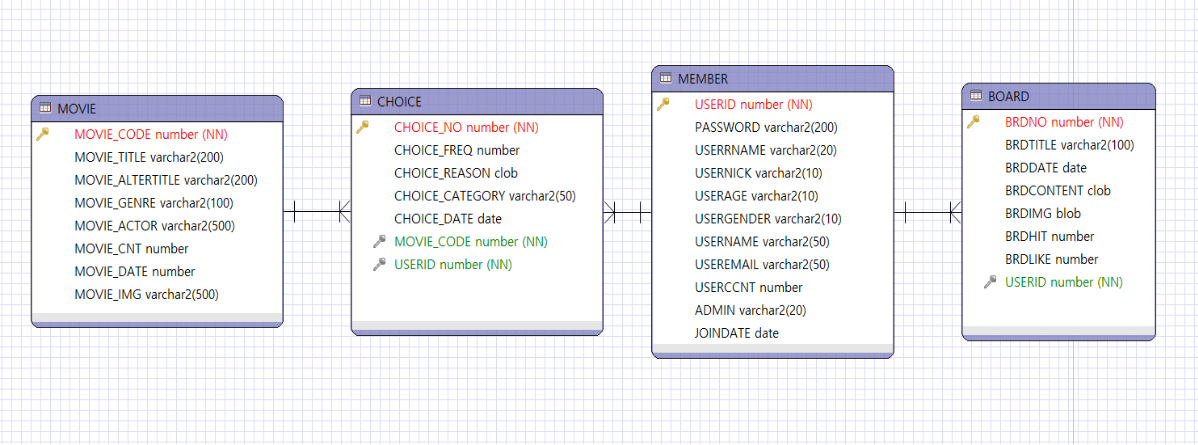 MOVIE
MOVIE_CODE number (NN)
MOVIE_TITLE varchar2(200)
MOVIE_ALTERTITLE varchar2(200)
MOVIE_GENRE varchar2(100)
MOVIE_ACTOR varchar2(500)
MOVIE_CNT number
MOVIE_DATE number
MOVIE_IMG varchar2(500)
CHOICE
CHOICE_NO number (NN)
CHOICE_FREQ number
CHOICE_REASON clob
CHOICE_CATEGORY varchar2(50)
CHOICE_DATE date
MOVIE_CODE number (NN)
USERID number (NN)
MEMBER
USERID number (NN)
PASSWORD varchar2(200)
USERRNAME varchar2(20)
USERNICK varchar2(10)
USERAGE varchar2(10)
USERGENDER varchar2(10)
USERNAME varchar2(50)
USEREMAIL varchar2(50)
USERCCNT number
ADMIN varchar2(20)
JOINDATE date
BOARD
BRDNO number (NN)
BRDTITLE varchar2(100)
BRDDATE date
BRDCONTENT clob
BRDIMG blob
BRDHIT number
BRDLIKE number
USERID number (NN)